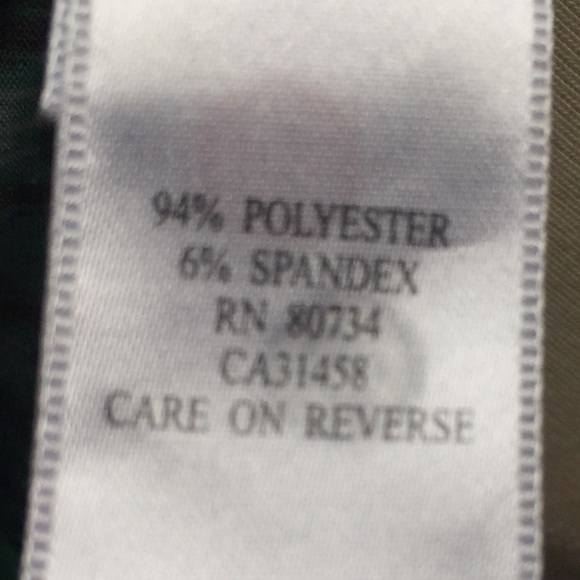 94% POLYESTER
6% SPANDEX
RN 80734
CA31458
CARE ON REVERSE